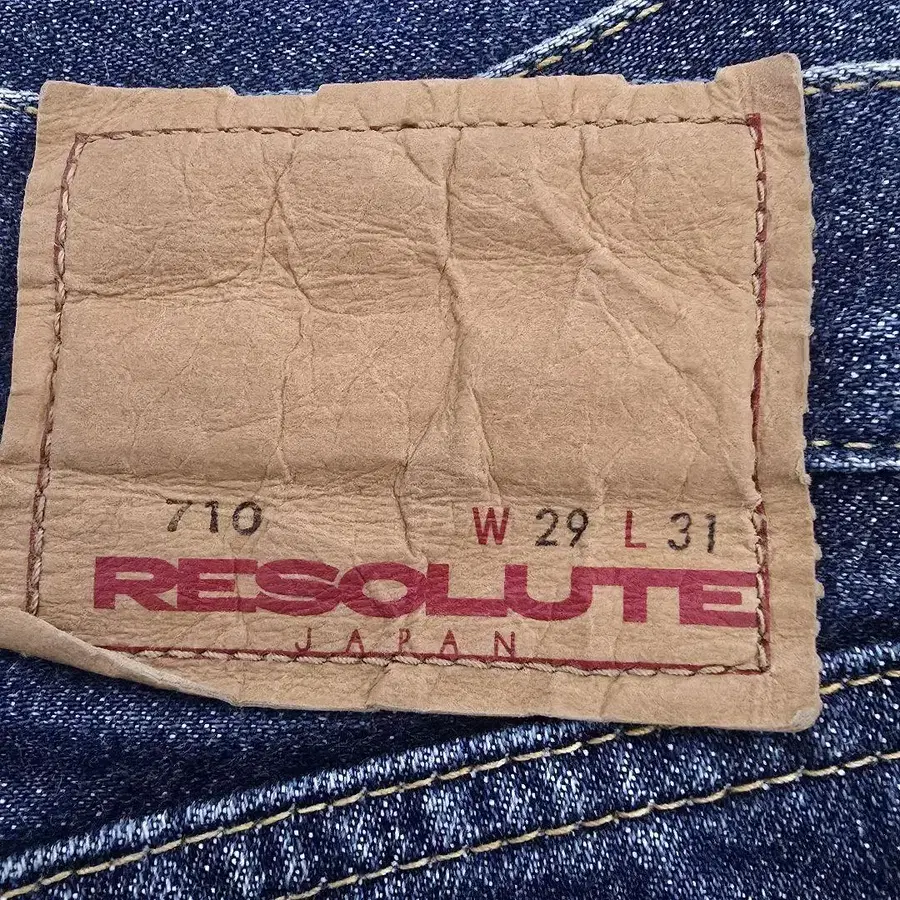 710 W 29 L 31
RESOLUTE
JAPAN